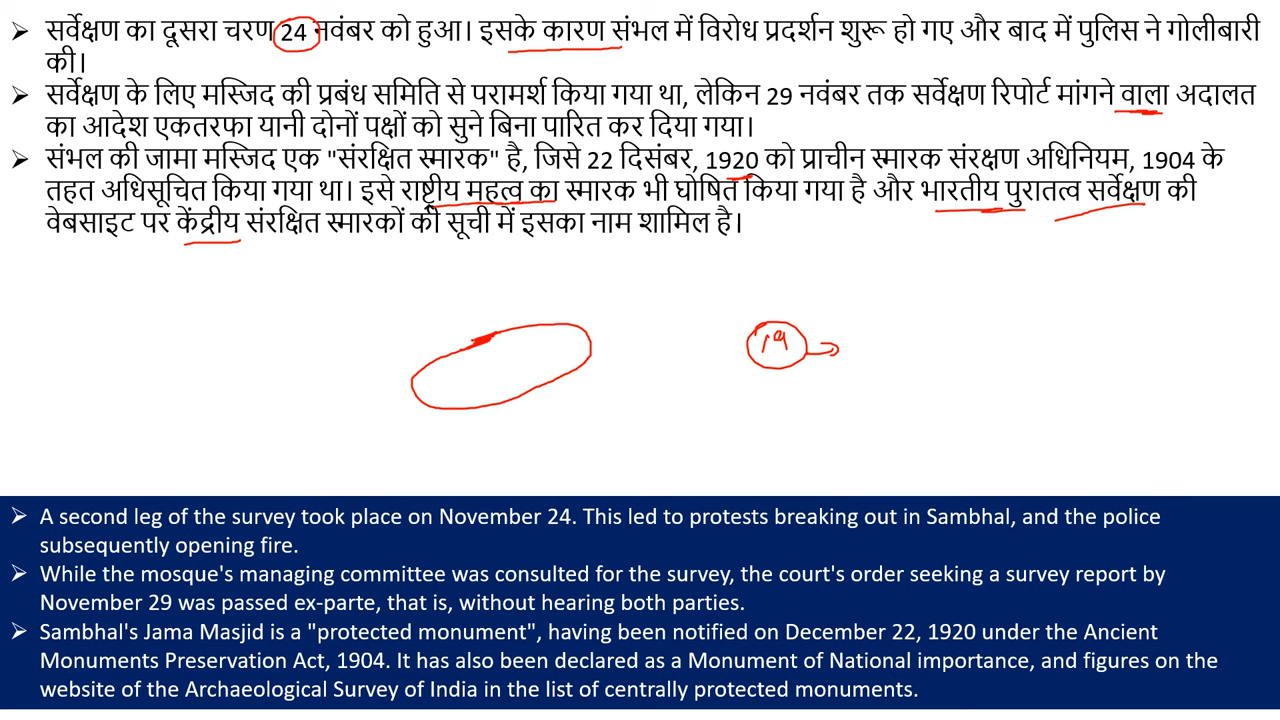 ➢ सर्वेक्षण का दूसरा चरण 24 नवंबर को हुआ। इसके कारण संभल में विरोध प्रदर्शन शुरू हो गए और बाद में पुलिस ने गोलीबारी
की।
➢ सर्वेक्षण के लिए मस्जिद की प्रबंध समिति से परामर्श किया गया था, लेकिन 29 नवंबर तक सर्वेक्षण रिपोर्ट मांगने वाला अदालत
का आदेश एकतरफा यानी दोनों पक्षों को सुने बिना पारित कर दिया गया।
➢ संभल की जामा मस्जिद एक "संरक्षित स्मारक" है, जिसे 22 दिसंबर, 1920 को प्राचीन स्मारक संरक्षण अधिनियम, 1904 के
तहत अधिसूचित किया गया था। इसे राष्ट्रीय महत्व का स्मारक भी घोषित किया गया है और भारतीय पुरातत्व सर्वेक्षण की
वेबसाइट पर केंद्रीय संरक्षित स्मारकों की सूची में इसका नाम शामिल है।
➢ A second leg of the survey took place on November 24. This led to protests breaking out in Sambhal, and the police
subsequently opening fire.
➢ While the mosque's managing committee was consulted for the survey, the court's order seeking a survey report by
November 29 was passed ex-parte, that is, without hearing both parties.
➢ Sambhal's Jama Masjid is a "protected monument", having been notified on December 22, 1920 under the Ancient
Monuments Preservation Act, 1904. It has also been declared as a Monument of National importance, and figures on the
website of the Archaeological Survey of India in the list of centrally protected monuments.